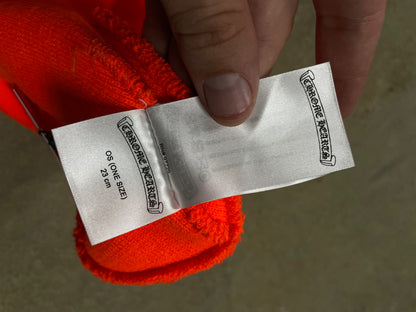 CHROME HEARTS
OS (ONE SIZE)
23 cm
CHROME HEARTS